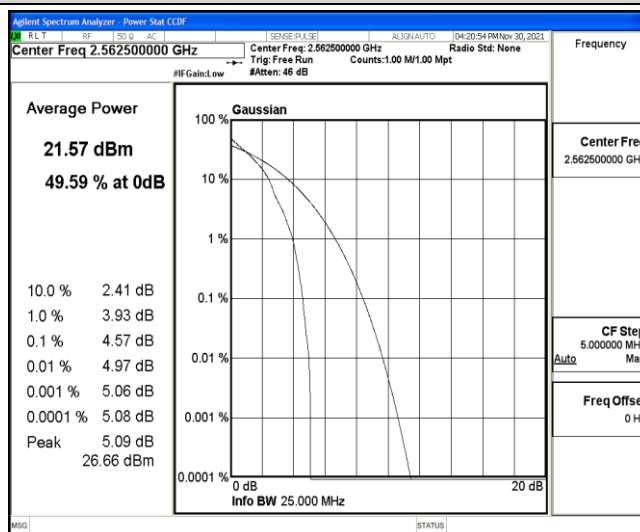 Agilent Spectrum Analyzer - Power Stat CCDF
RLT RF 50 Ω AC SENSE:PULSE ALIGNAUTO 04:20:54 PM Nov 30, 2021
Center Freq 2.562500000 GHz
Center Freq: 2.562500000 GHz Radio Std: None
Trig: Free Run Counts:1.00 M/1.00 Mpt
#IFGain:Low #Atten: 46 dB
Frequency
Average Power
21.57 dBm
49.59 % at 0dB
10.0 % 2.41 dB
1.0 % 3.93 dB
0.1 % 4.57 dB
0.01 % 4.97 dB
0.001 % 5.06 dB
0.0001 % 5.08 dB
Peak 5.09 dB
26.66 dBm
Gaussian
100 %
10 %
1 %
0.1 %
0.01 %
0.001 %
0.0001 %
0 dB 20 dB
Info BW 25.000 MHz
Center Fre
2.562500000 GH
CF Step
5.000000 MH
Auto Ma
Freq Offse
0 H
MSG STATUS